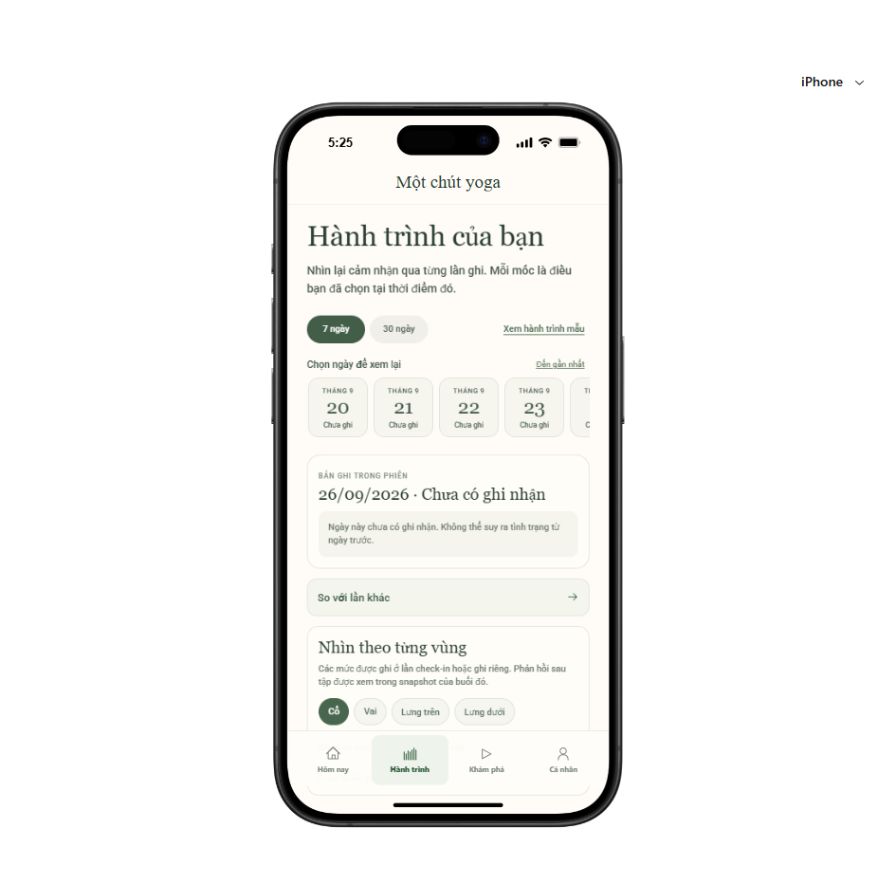 iPhone
5:25
Một chút yoga
Hành trình của bạn
Nhìn lại cảm nhận qua từng lần ghi. Mỗi mốc là điều
bạn đã chọn tại thời điểm đó.
7 ngày
30 ngày
Xem hành trình mẫu
Chọn ngày để xem lại
Đến gần nhất
THÁNG 9
20
Chưa ghi
THÁNG 9
21
Chưa ghi
THÁNG 9
22
Chưa ghi
THÁNG 9
23
Chưa ghi
BẢN GHI TRONG PHIÊN
26/09/2026 · Chưa có ghi nhận
Ngày này chưa có ghi nhận. Không thể suy ra tình trạng từ
ngày trước.
So với lần khác
Nhìn theo từng vùng
Các mức được ghi ở lần check-in hoặc ghi riêng. Phản hồi sau
tập được xem trong snapshot của buổi đó.
Cổ
Vai
Lưng trên
Lưng dưới
Hôm nay
Hành trình
Khám phá
Cá nhân